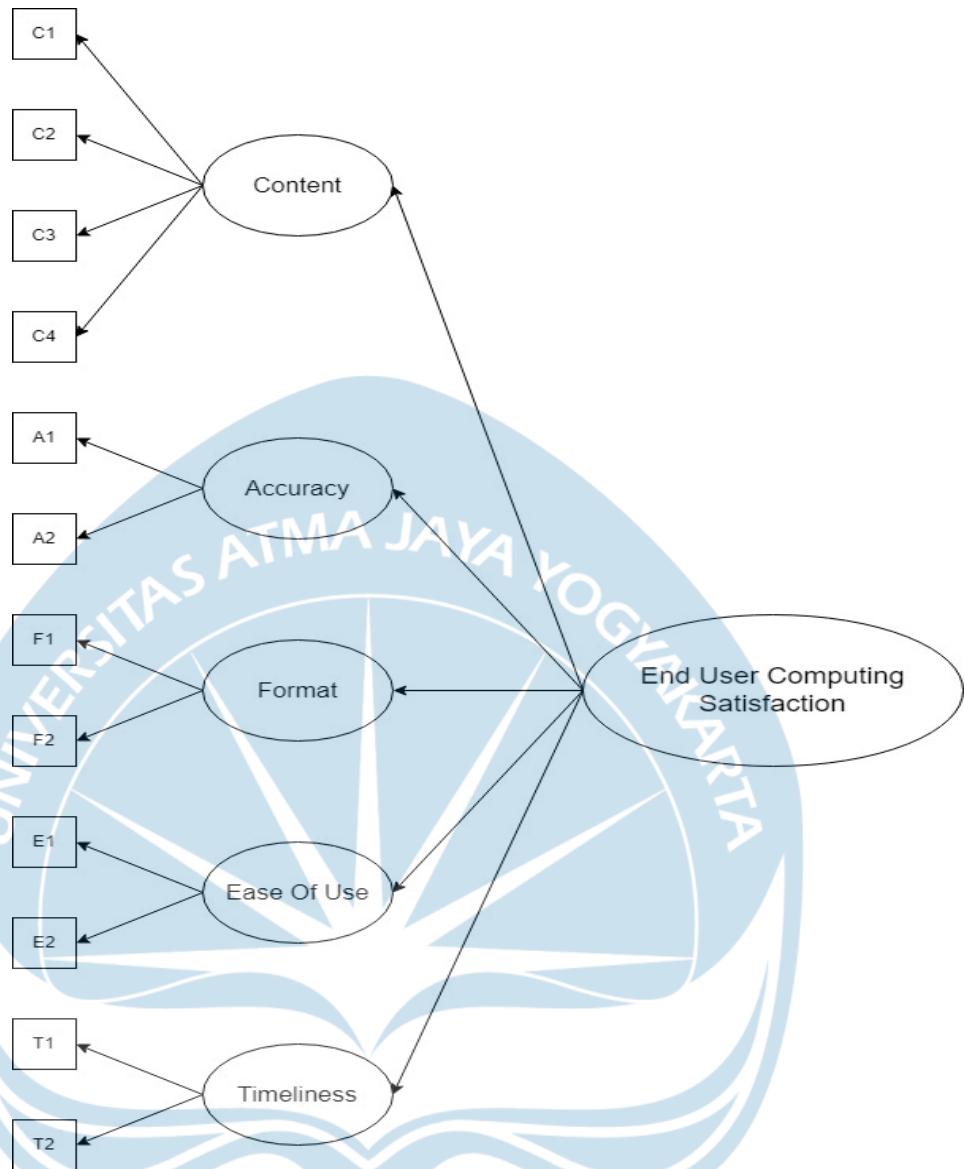 C1
C2
Content
C3
C4
A1
Accuracy
A2
UNIVERSITAS ATMA JAYA YOGYAKARTA
F1
Format
F2
End User Computing
Satisfaction
E1
Ease Of Use
E2
T1
Timeliness
T2